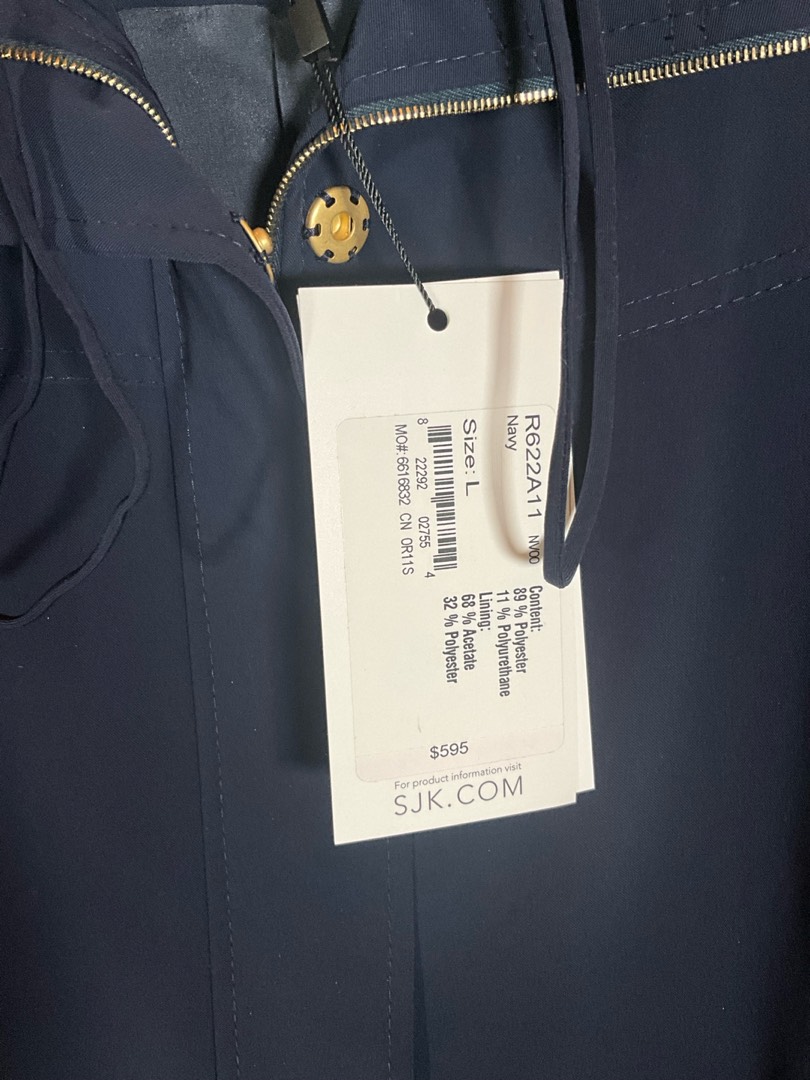 R622A11 NV00
Navy
Size: L
8 22292 02755 4
MO#:6616832 CN 0R11S
Content:
89 % Polyester
11 % Polyurethane
Lining:
68 % Acetate
32 % Polyester
$595
For product information visit
SJK.COM